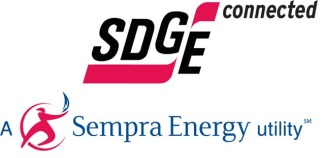 connected
SDGE
A Sempra Energy utility℠